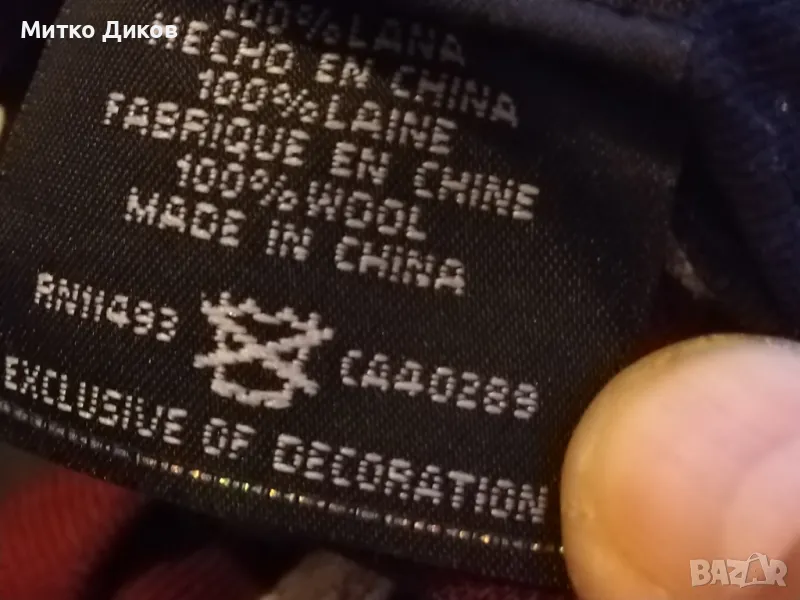 Митко Диков
100% LANA
HECHO EN CHINA
100% LAINE
FABRIQUE EN CHINE
100% WOOL
MADE IN CHINA
RN11493 CA40289
EXCLUSIVE OF DECORATION
BAZAR